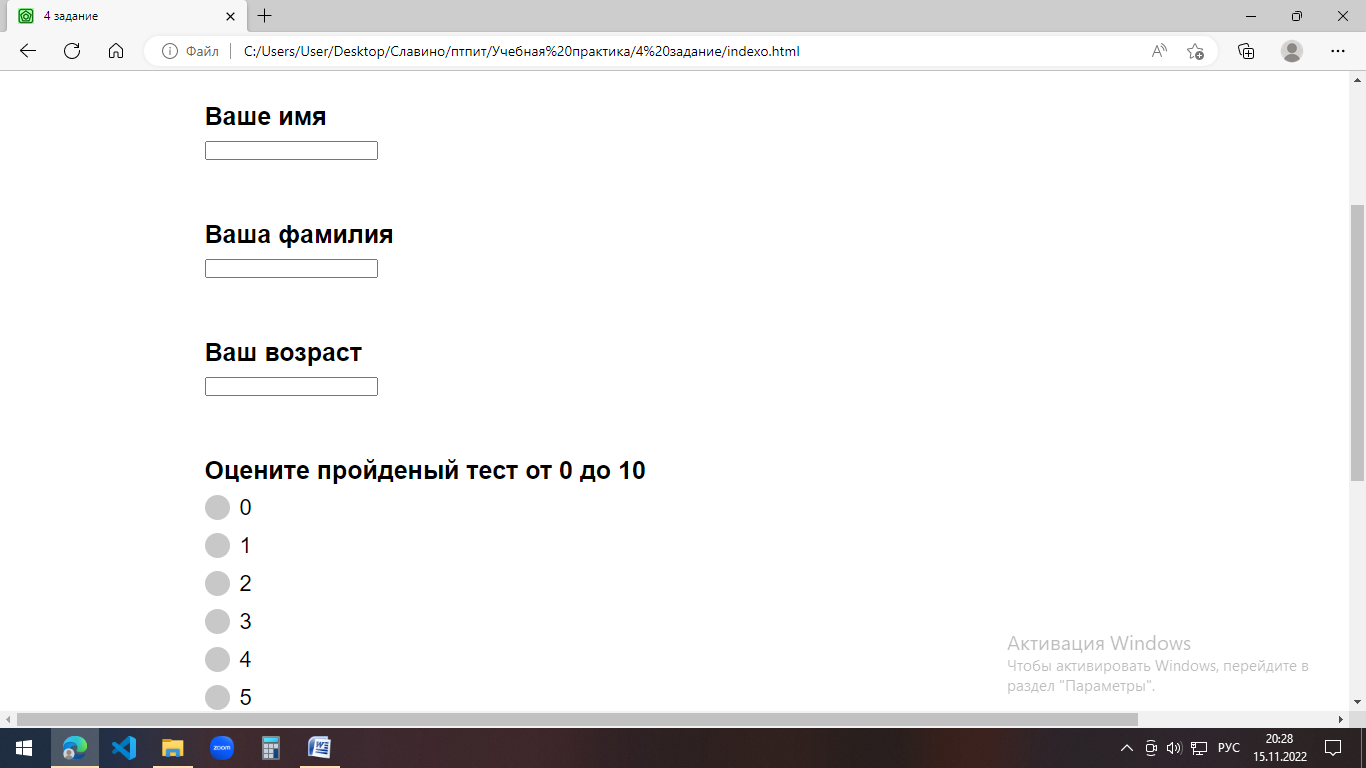 4 задание
Файл
C:/Users/User/Desktop/Славино/птпит/Учебная%20практика/4%20задание/indexo.html
Ваше имя
Ваша фамилия
Ваш возраст
Оцените пройденый тест от 0 до 10
0
1
2
3
4
5
Активация Windows
Чтобы активировать Windows, перейдите в
раздел "Параметры".
zoom
РУС
20:28
15.11.2022